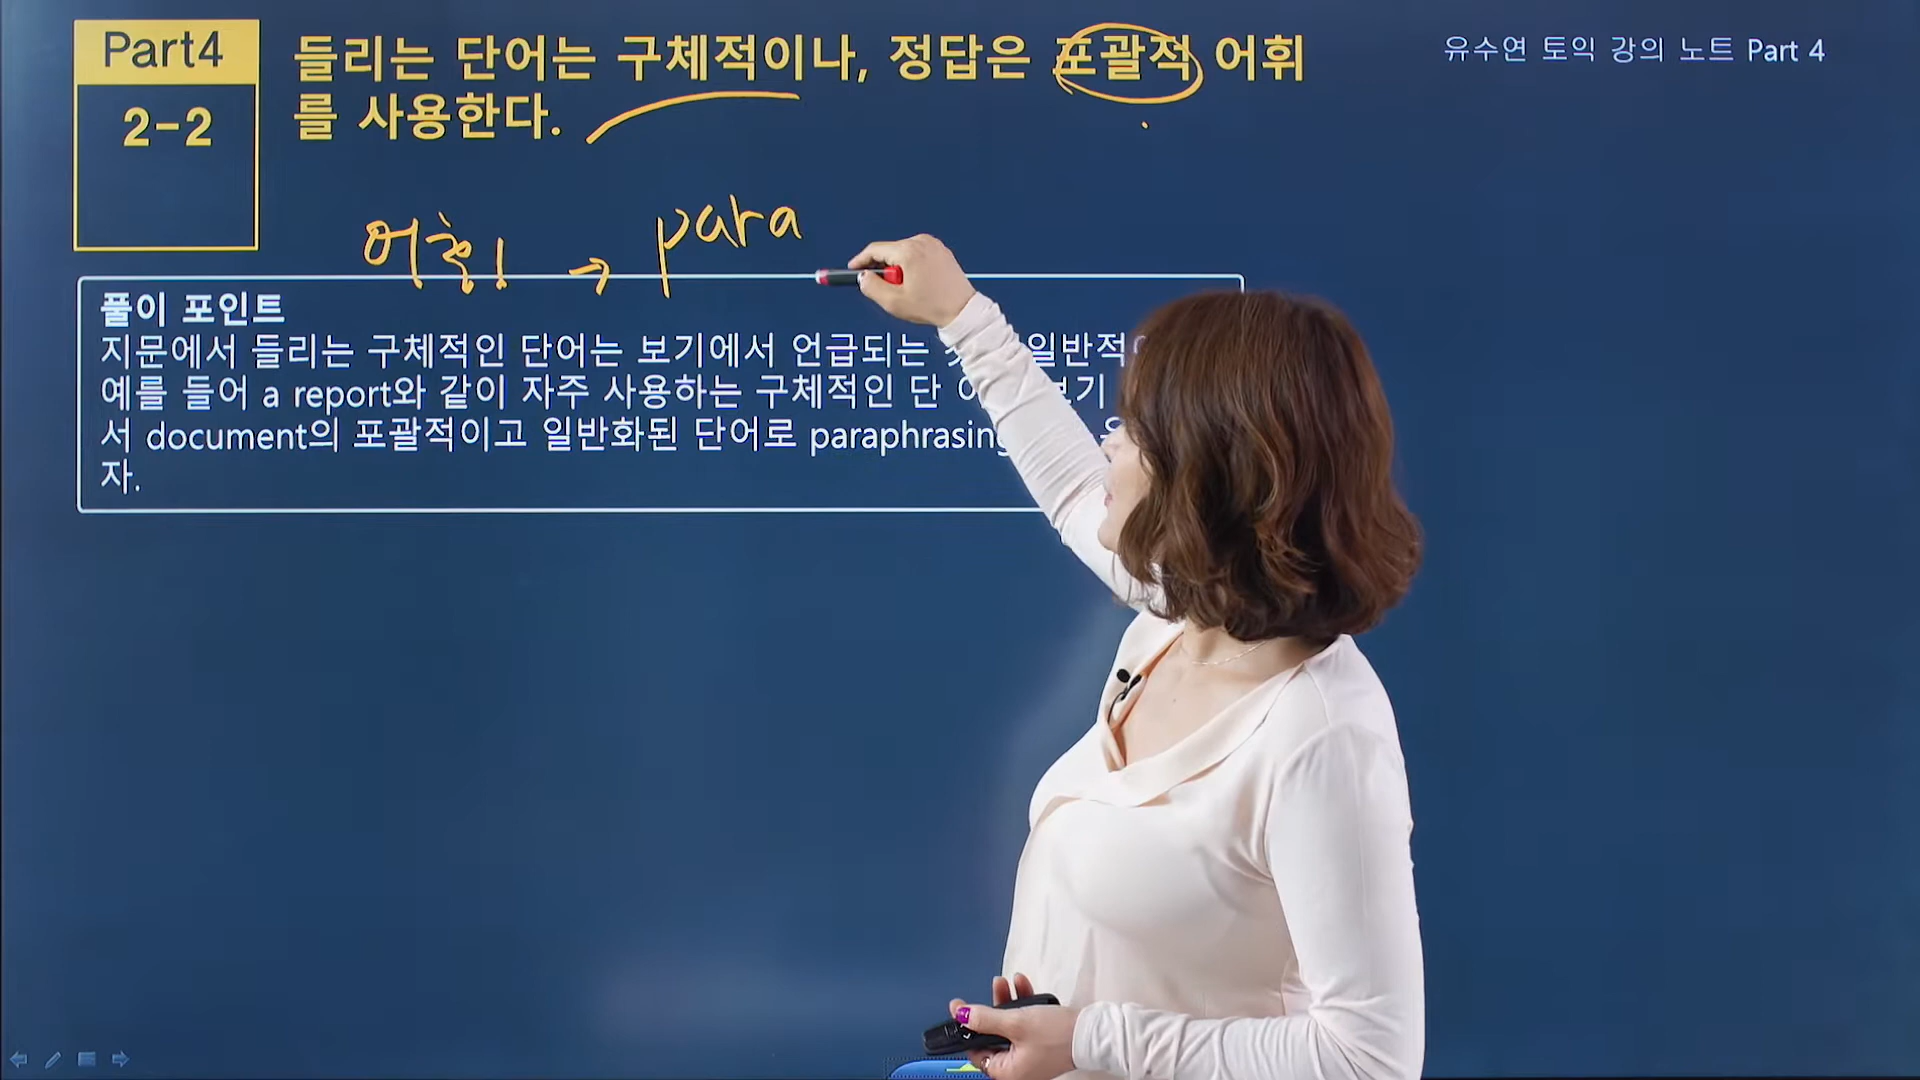 Part4
2-2
들리는 단어는 구체적이나, 정답은 포괄적 어휘
를 사용한다.
유수연 토익 강의 노트 Part 4
어휘 → para
풀이 포인트
지문에서 들리는 구체적인 단어는 보기에서 언급되는 일반적
예를 들어 a report와 같이 자주 사용하는 구체적인 단 보기
서 document의 포괄적이고 일반화된 단어로 paraphrasing
자.